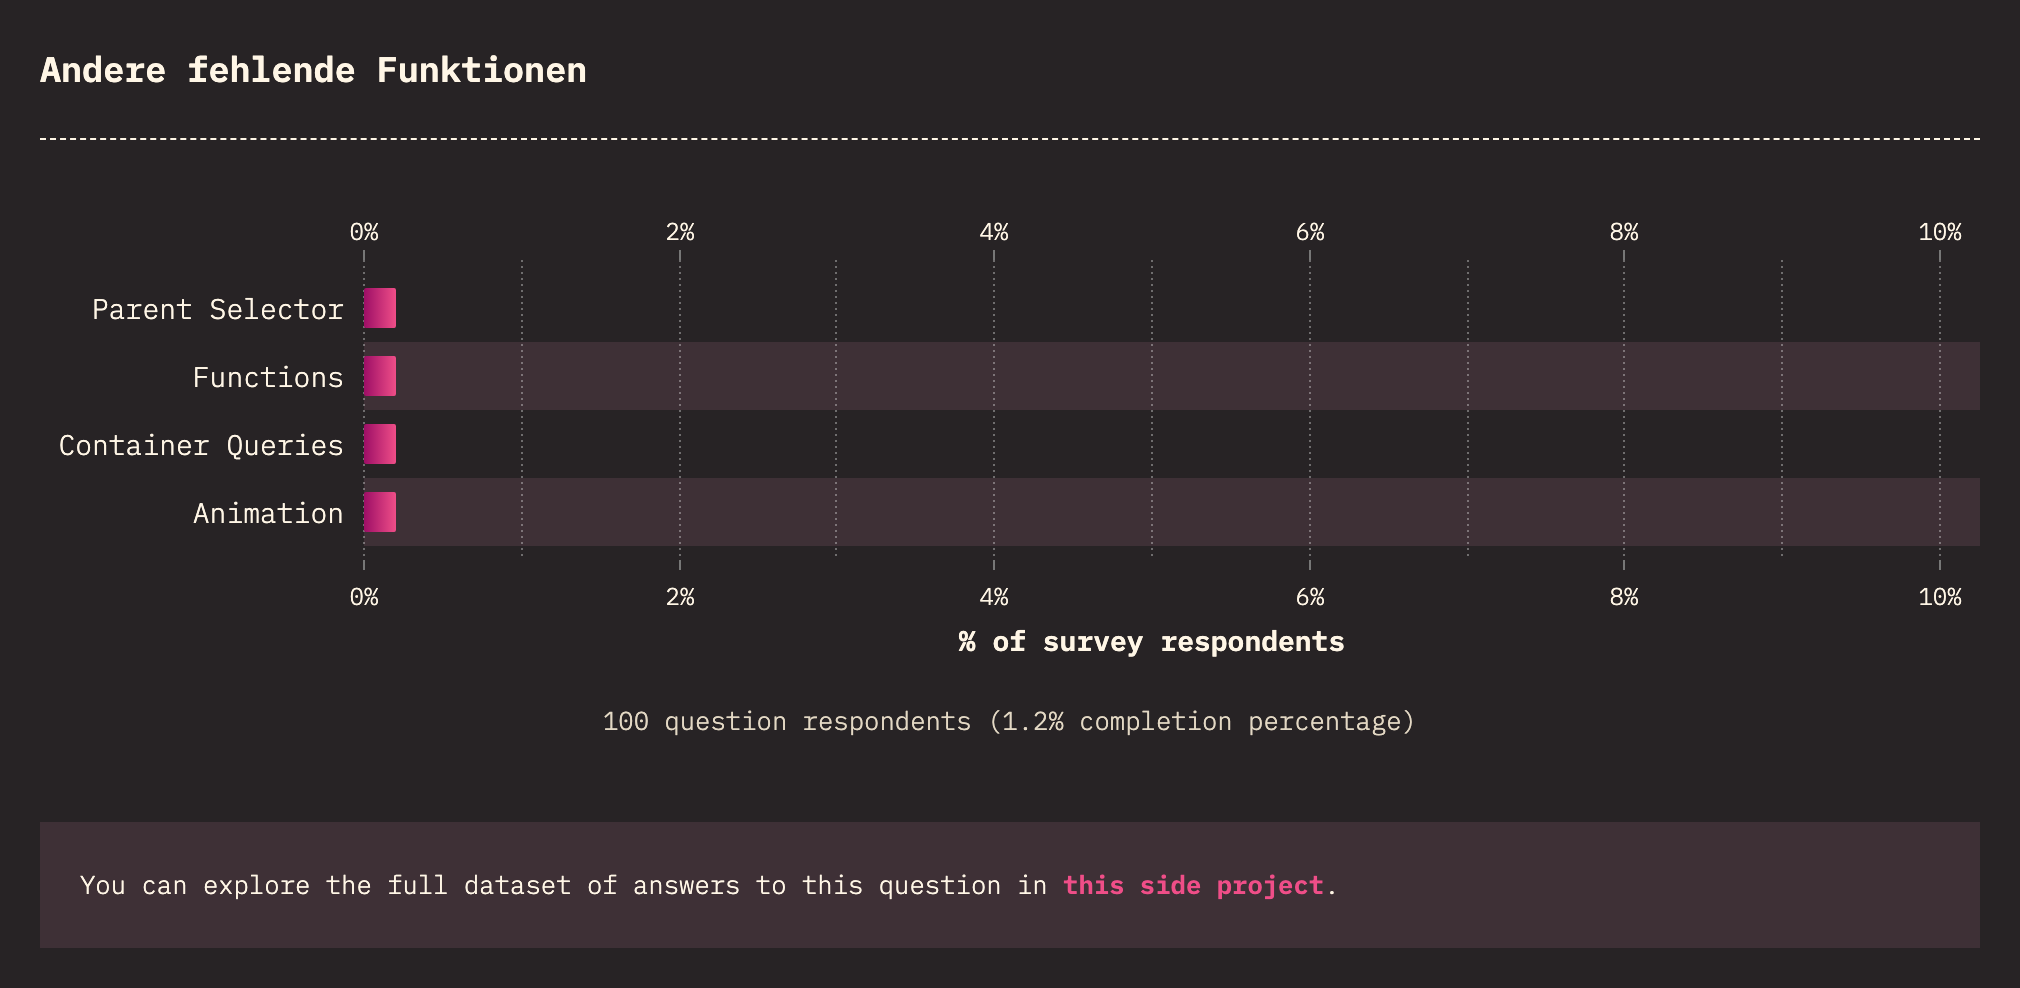 Andere fehlende Funktionen
0% 2% 4% 6% 8% 10%
Parent Selector
Functions
Container Queries
Animation
0% 2% 4% 6% 8% 10%
% of survey respondents
100 question respondents (1.2% completion percentage)
You can explore the full dataset of answers to this question in this side project.